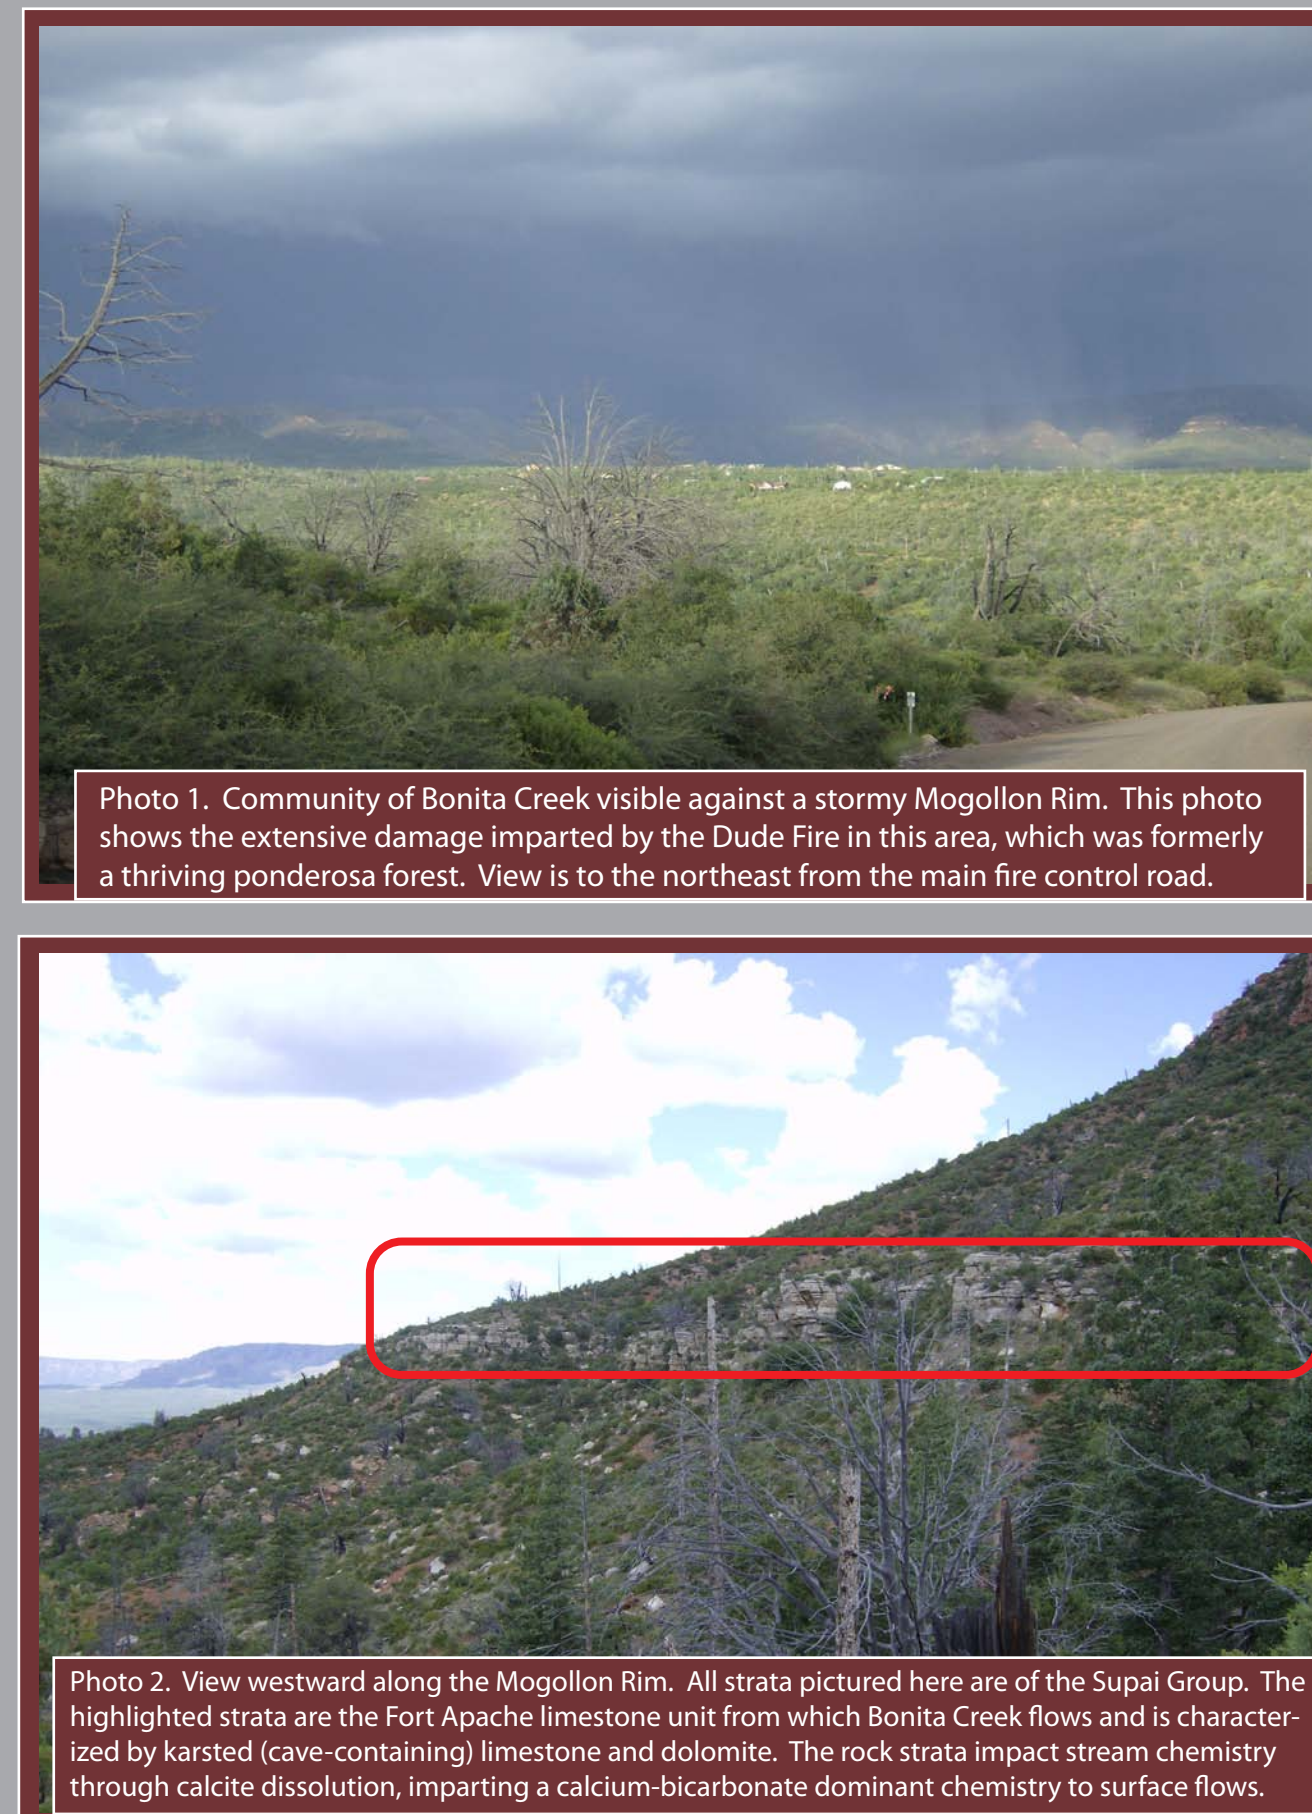 Photo 1.  Community of Bonita Creek visible against a stormy Mogollon Rim.  This photo
shows the extensive damage imparted by the Dude Fire in this area, which was formerly
a thriving ponderosa forest.  View is to the northeast from the main fire control road.
Photo 2.  View westward along the Mogollon Rim.  All strata pictured here are of the Supai Group.  The
highlighted strata are the Fort Apache limestone unit from which Bonita Creek flows and is character-
ized by karsted (cave-containing) limestone and dolomite.  The rock strata impact stream chemistry
through calcite dissolution, imparting a calcium-bicarbonate dominant chemistry to surface flows.